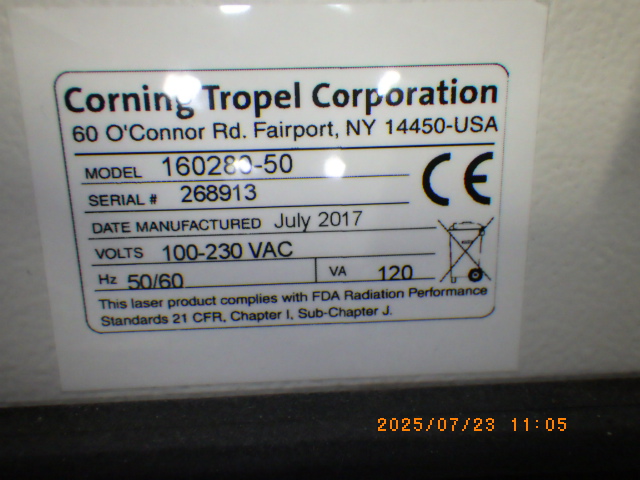 Corning Tropel Corporation
60 O'Connor Rd. Fairport, NY 14450-USA
MODEL 160280-50
SERIAL # 268913
DATE MANUFACTURED July 2017
VOLTS 100-230 VAC
Hz 50/60 VA 120
This laser product complies with FDA Radiation Performance
Standards 21 CFR, Chapter I, Sub-Chapter J.
CE
2025/07/23 11:05